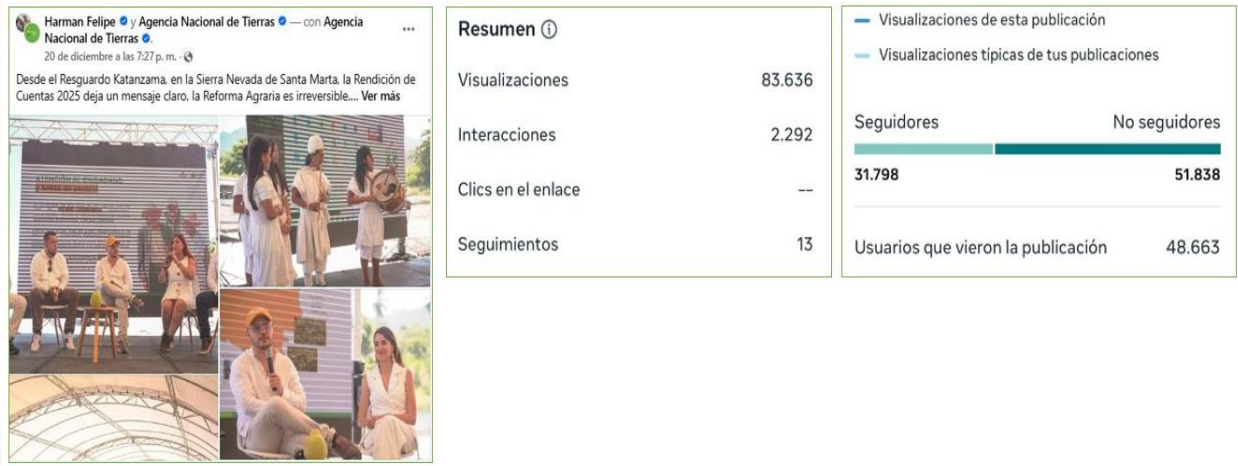 Harman Felipe y Agencia Nacional de Tierras — con Agencia
Nacional de Tierras.
20 de diciembre a las 7:27 p. m. ·
Desde el Resguardo Katanzama, en la Sierra Nevada de Santa Marta, la Rendición de
Cuentas 2025 deja un mensaje claro, la Reforma Agraria es irreversible.... Ver más
ATENCIÓN AL CIUDADANO
Resumen
Visualizaciones 83.636
Interacciones 2.292
Clics en el enlace --
Seguimientos 13
Visualizaciones de esta publicación
Visualizaciones típicas de tus publicaciones
Seguidores No seguidores
31.798 51.838
Usuarios que vieron la publicación 48.663